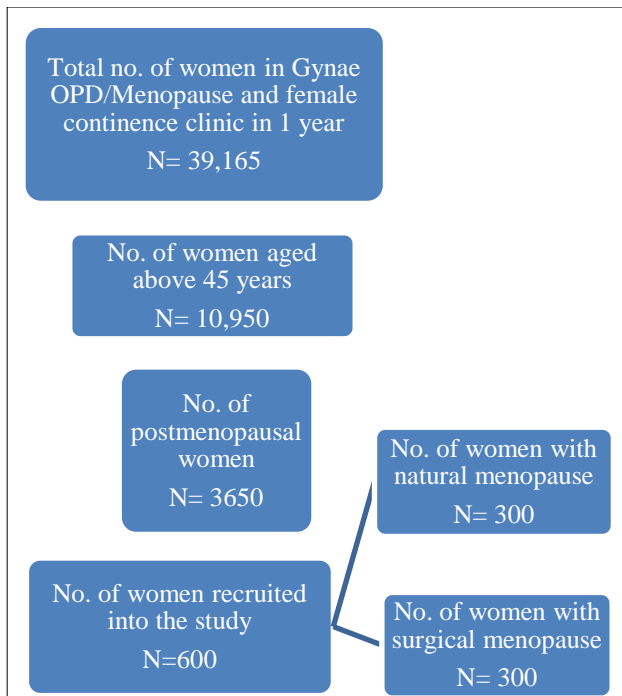 Total no. of women in Gynae
OPD/Menopause and female
continence clinic in 1 year
N= 39,165
No. of women aged
above 45 years
N= 10,950
No. of
postmenopausal
women
N= 3650
No. of women recruited
into the study
N=600
No. of women with
natural menopause
N= 300
No. of women with
surgical menopause
N= 300